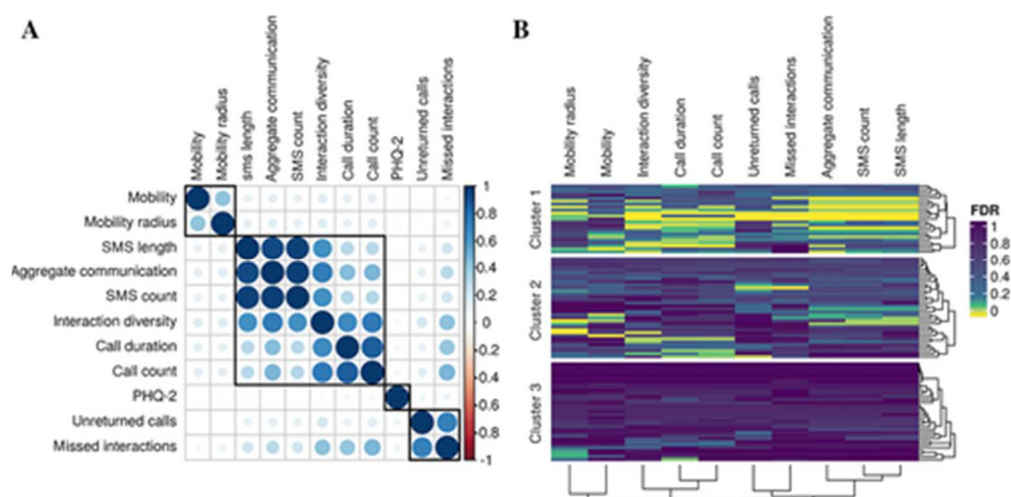 A
Mobility
Mobility radius
sms length
Aggregate communication
SMS count
Interaction diversity
Call duration
Call count
PHQ-2
Unreturned calls
Missed interactions
Mobility
Mobility radius
SMS length
Aggregate communication
SMS count
Interaction diversity
Call duration
Call count
PHQ-2
Unreturned calls
Missed interactions
1
0.8
0.6
0.4
0.2
0
-0.2
-0.4
-0.6
-0.8
-1
B
Mobility radius
Mobility
Interaction diversity
Call duration
Call count
Unreturned calls
Missed interactions
Aggregate communication
SMS count
SMS length
Cluster 1
Cluster 2
Cluster 3
FDR
1
0.8
0.6
0.4
0.2
0